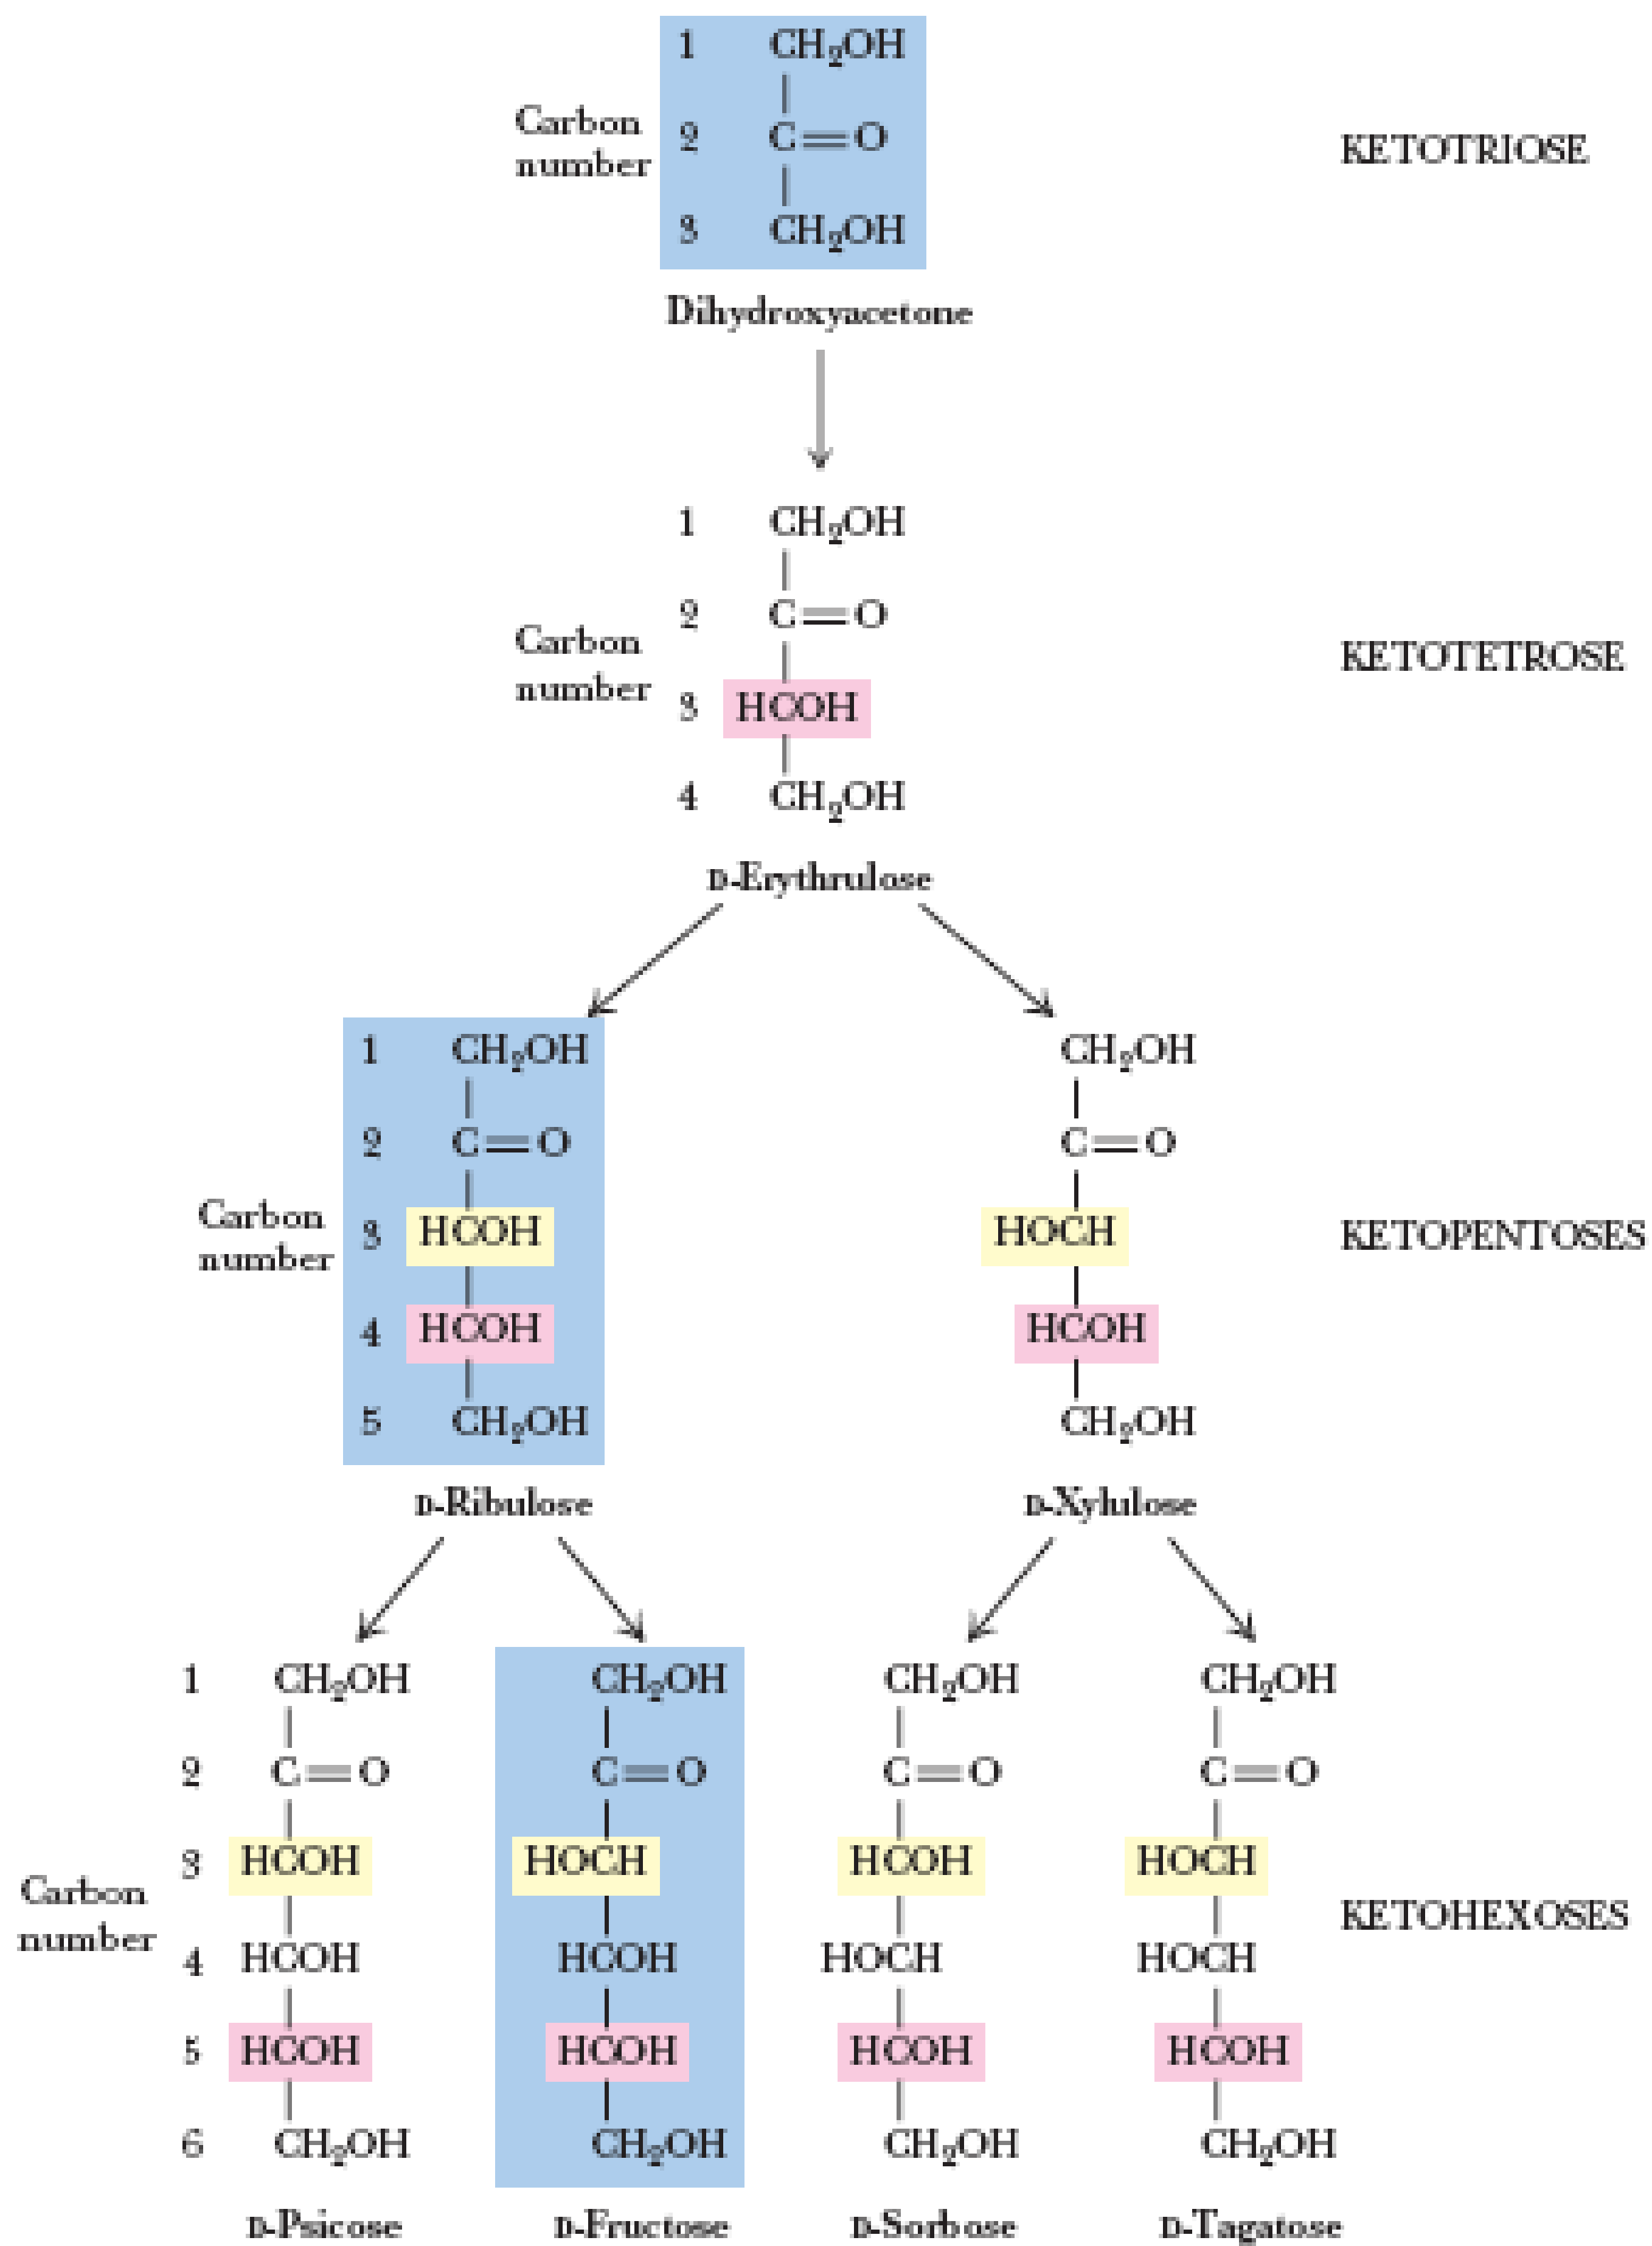 1 CH₂OH
Carbon number
2 C=O
KETOTRIOSE
3 CH₂OH
Dihydroxyacetone
1 CH₂OH
2 C=O
Carbon number
KETOTETROSE
3 HCOH
4 CH₂OH
D-Erythrulose
1 CH₂OH CH₂OH
2 C=O C=O
Carbon number
3 HCOH HOCH
KETOPENTOSES
4 HCOH HCOH
5 CH₂OH CH₂OH
D-Ribulose D-Xylulose
1 CH₂OH CH₂OH CH₂OH CH₂OH
2 C=O C=O C=O C=O
3 HCOH HOCH HCOH HOCH
Carbon number
KETOHEXOSES
4 HCOH HCOH HOCH HOCH
5 HCOH HCOH HCOH HCOH
6 CH₂OH CH₂OH CH₂OH CH₂OH
D-Psicose D-Fructose D-Sorbose D-Tagatose